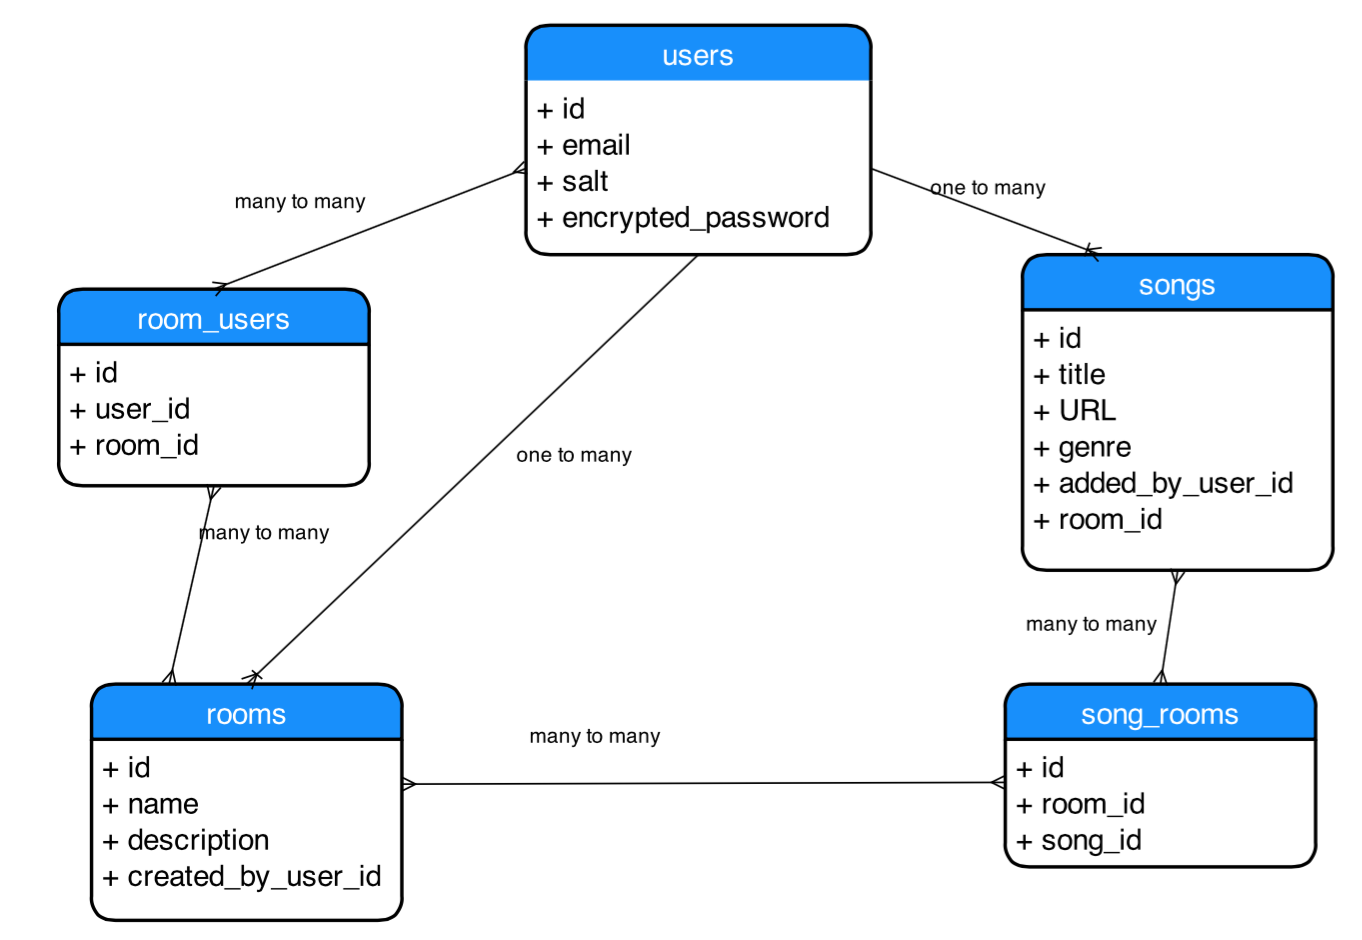 users
+ id
+ email
+ salt
+ encrypted_password
many to many
one to many
room_users
+ id
+ user_id
+ room_id
songs
+ id
+ title
+ URL
+ genre
+ added_by_user_id
+ room_id
one to many
many to many
many to many
rooms
+ id
+ name
+ description
+ created_by_user_id
many to many
song_rooms
+ id
+ room_id
+ song_id